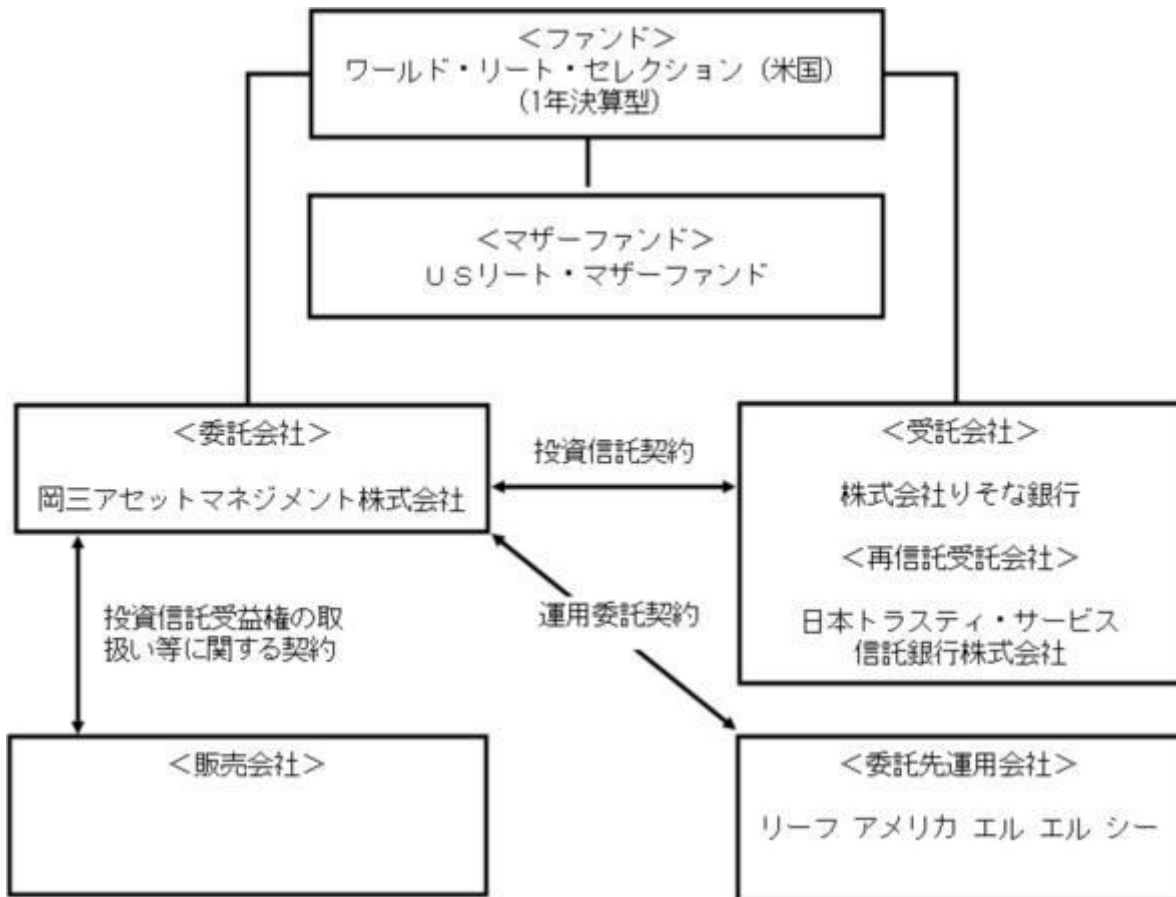 ＜ファンド＞
ワールド・リート・セレクション（米国）
（1年決算型）
＜マザーファンド＞
ＵＳリート・マザーファンド
＜委託会社＞
岡三アセットマネジメント株式会社
投資信託契約
＜受託会社＞
株式会社りそな銀行
＜再信託受託会社＞
日本トラスティ・サービス
信託銀行株式会社
投資信託受益権の取
扱い等に関する契約
運用委託契約
＜販売会社＞
＜委託先運用会社＞
リーフ アメリカ エル エル シー